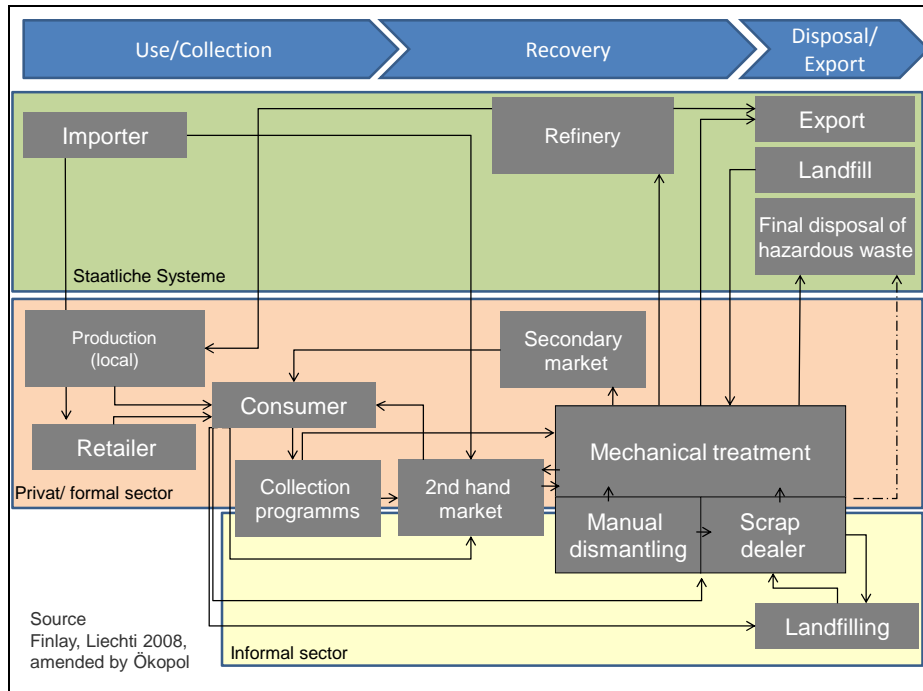 Use/Collection
Recovery
Disposal/
Export
Importer
Refinery
Export
Landfill
Final disposal of
hazardous waste
Staatliche Systeme
Production
(local)
Secondary
market
Consumer
Retailer
Mechanical treatment
Collection
programms
2nd hand
market
Privat/ formal sector
Manual
dismantling
Scrap
dealer
Landfilling
Informal sector
Source
Finlay, Liechti 2008,
amended by Ökopol